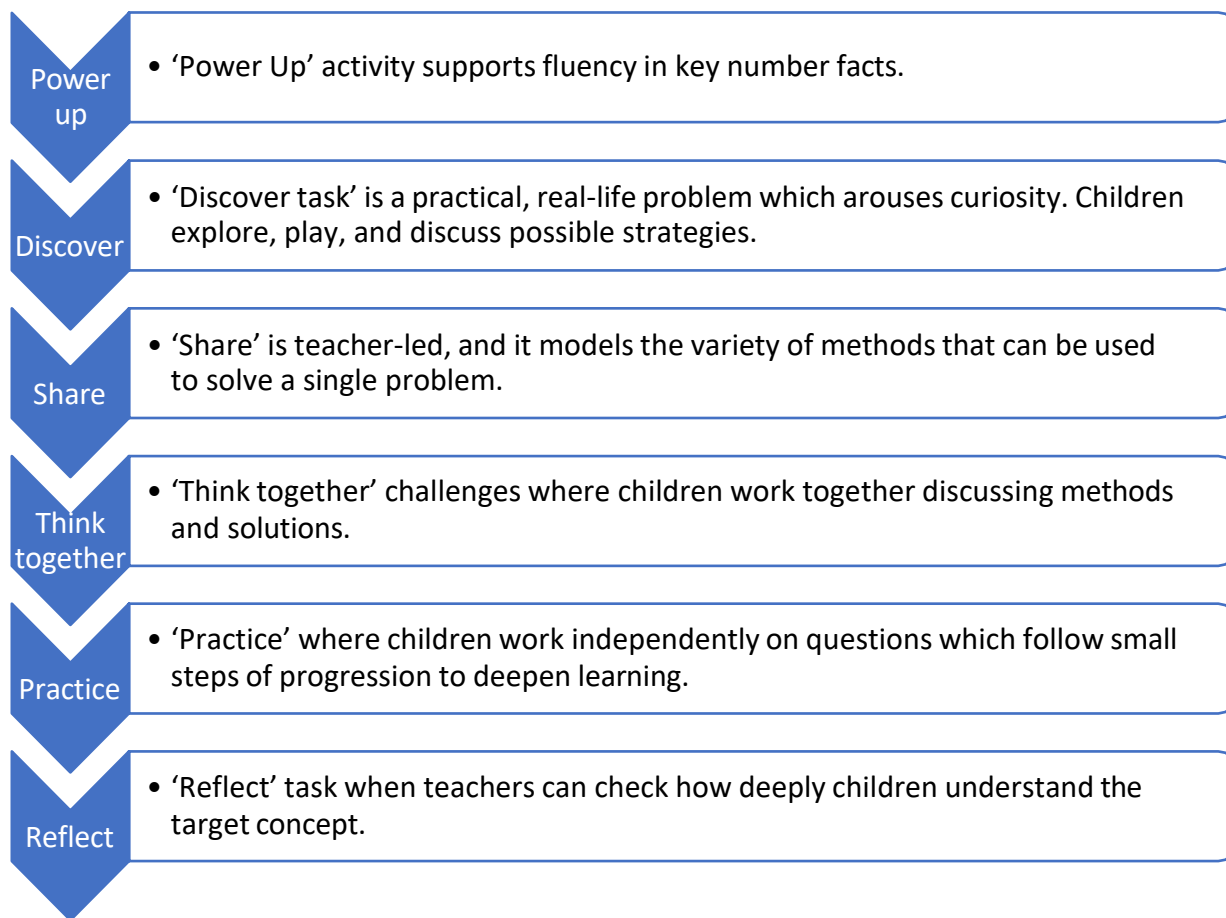 Power
up
• ‘Power Up’ activity supports fluency in key number facts.
Discover
• ‘Discover task’ is a practical, real-life problem which arouses curiosity. Children
explore, play, and discuss possible strategies.
Share
• ‘Share’ is teacher-led, and it models the variety of methods that can be used
to solve a single problem.
Think
together
• ‘Think together’ challenges where children work together discussing methods
and solutions.
Practice
• ‘Practice’ where children work independently on questions which follow small
steps of progression to deepen learning.
Reflect
• ‘Reflect’ task when teachers can check how deeply children understand the
target concept.